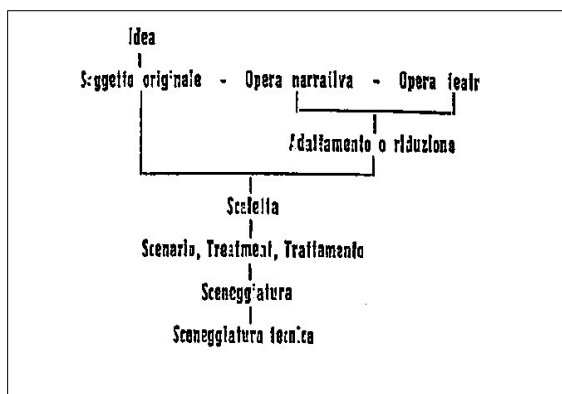 Idea
Soggetto originale - Opera narrativa - Opera teatr
Adattamento o riduzione
Scaletta
Scenario, Treatment, Trattamento
Sceneggiatura
Sceneggiatura tecnica